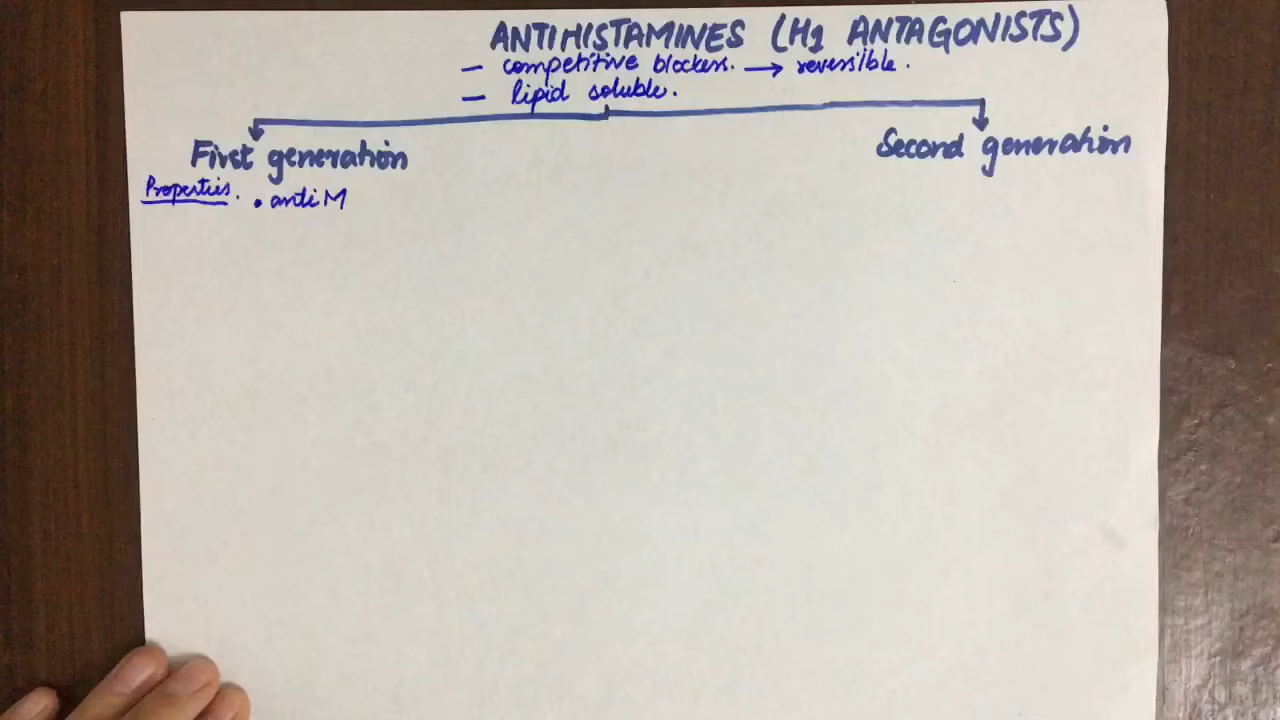 ANTIHISTAMINES (H1 ANTAGONISTS)
– competitive blockers. → reversible.
– lipid soluble.
First generation
Second generation
Properties. • anti M